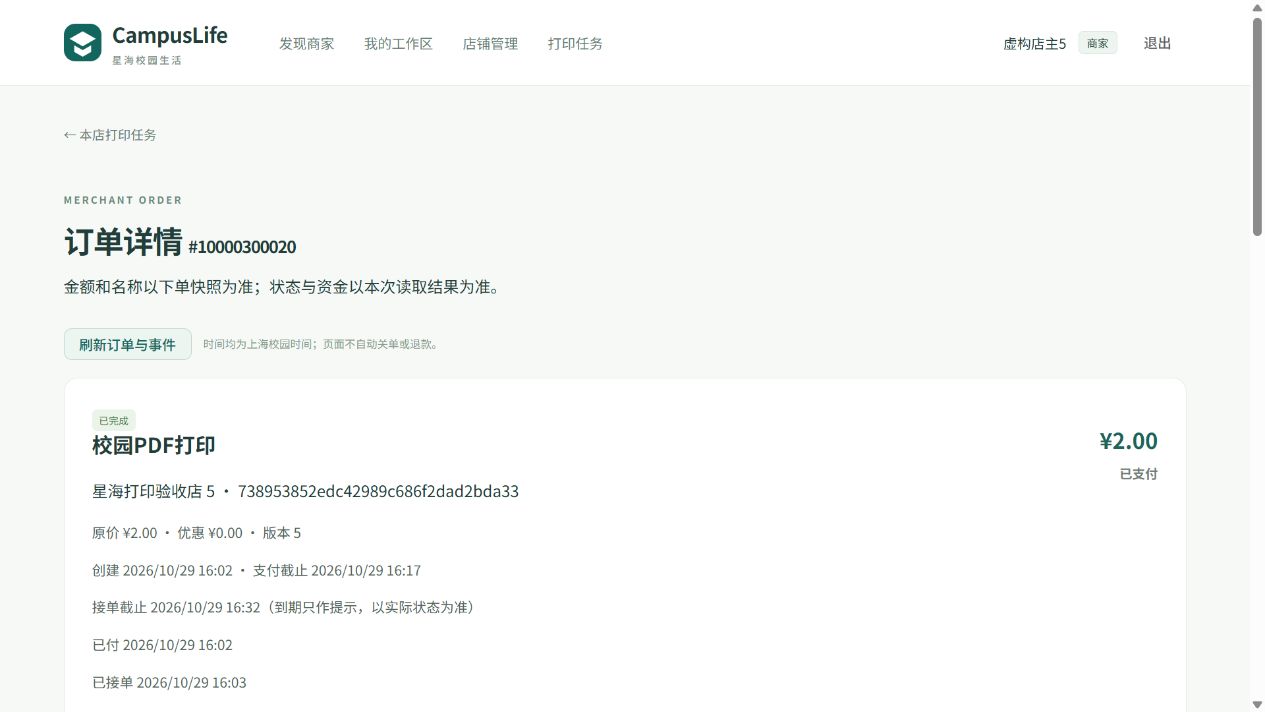 CampusLife
星海校园生活
发现商家 我的工作区 店铺管理 打印任务
虚构店主5 商家 退出
← 本店打印任务
MERCHANT ORDER
订单详情 #10000300020
金额和名称以下单快照为准；状态与资金以本次读取结果为准。
刷新订单与事件 时间均为上海校园时间；页面不自动关单或退款。
已完成
校园PDF打印
¥2.00
已支付
星海打印验收店 5 · 738953852edc42989c686f2dad2bda33
原价 ¥2.00 · 优惠 ¥0.00 · 版本 5
创建 2026/10/29 16:02 · 支付截止 2026/10/29 16:17
接单截止 2026/10/29 16:32（到期只作提示，以实际状态为准）
已付 2026/10/29 16:02
已接单 2026/10/29 16:03